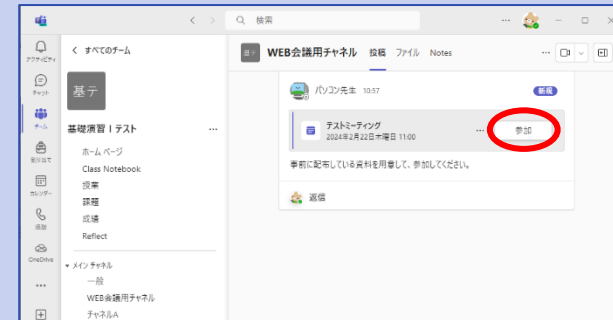 検索
アクティビティ
チャット
チーム
割り当て
カレンダー
通話
OneDrive
すべてのチーム
基テ
基礎演習Ⅰテスト
ホーム ページ
Class Notebook
授業
課題
成績
Reflect
メイン チャネル
一般
WEB会議用チャネル
チャネルA
基テ
WEB会議用チャネル 投稿 ファイル Notes
パソコン先生 10:57
新規
テストミーティング
2024年2月22日木曜日 11:00
参加
事前に配布している資料を用意して、参加してください。
返信